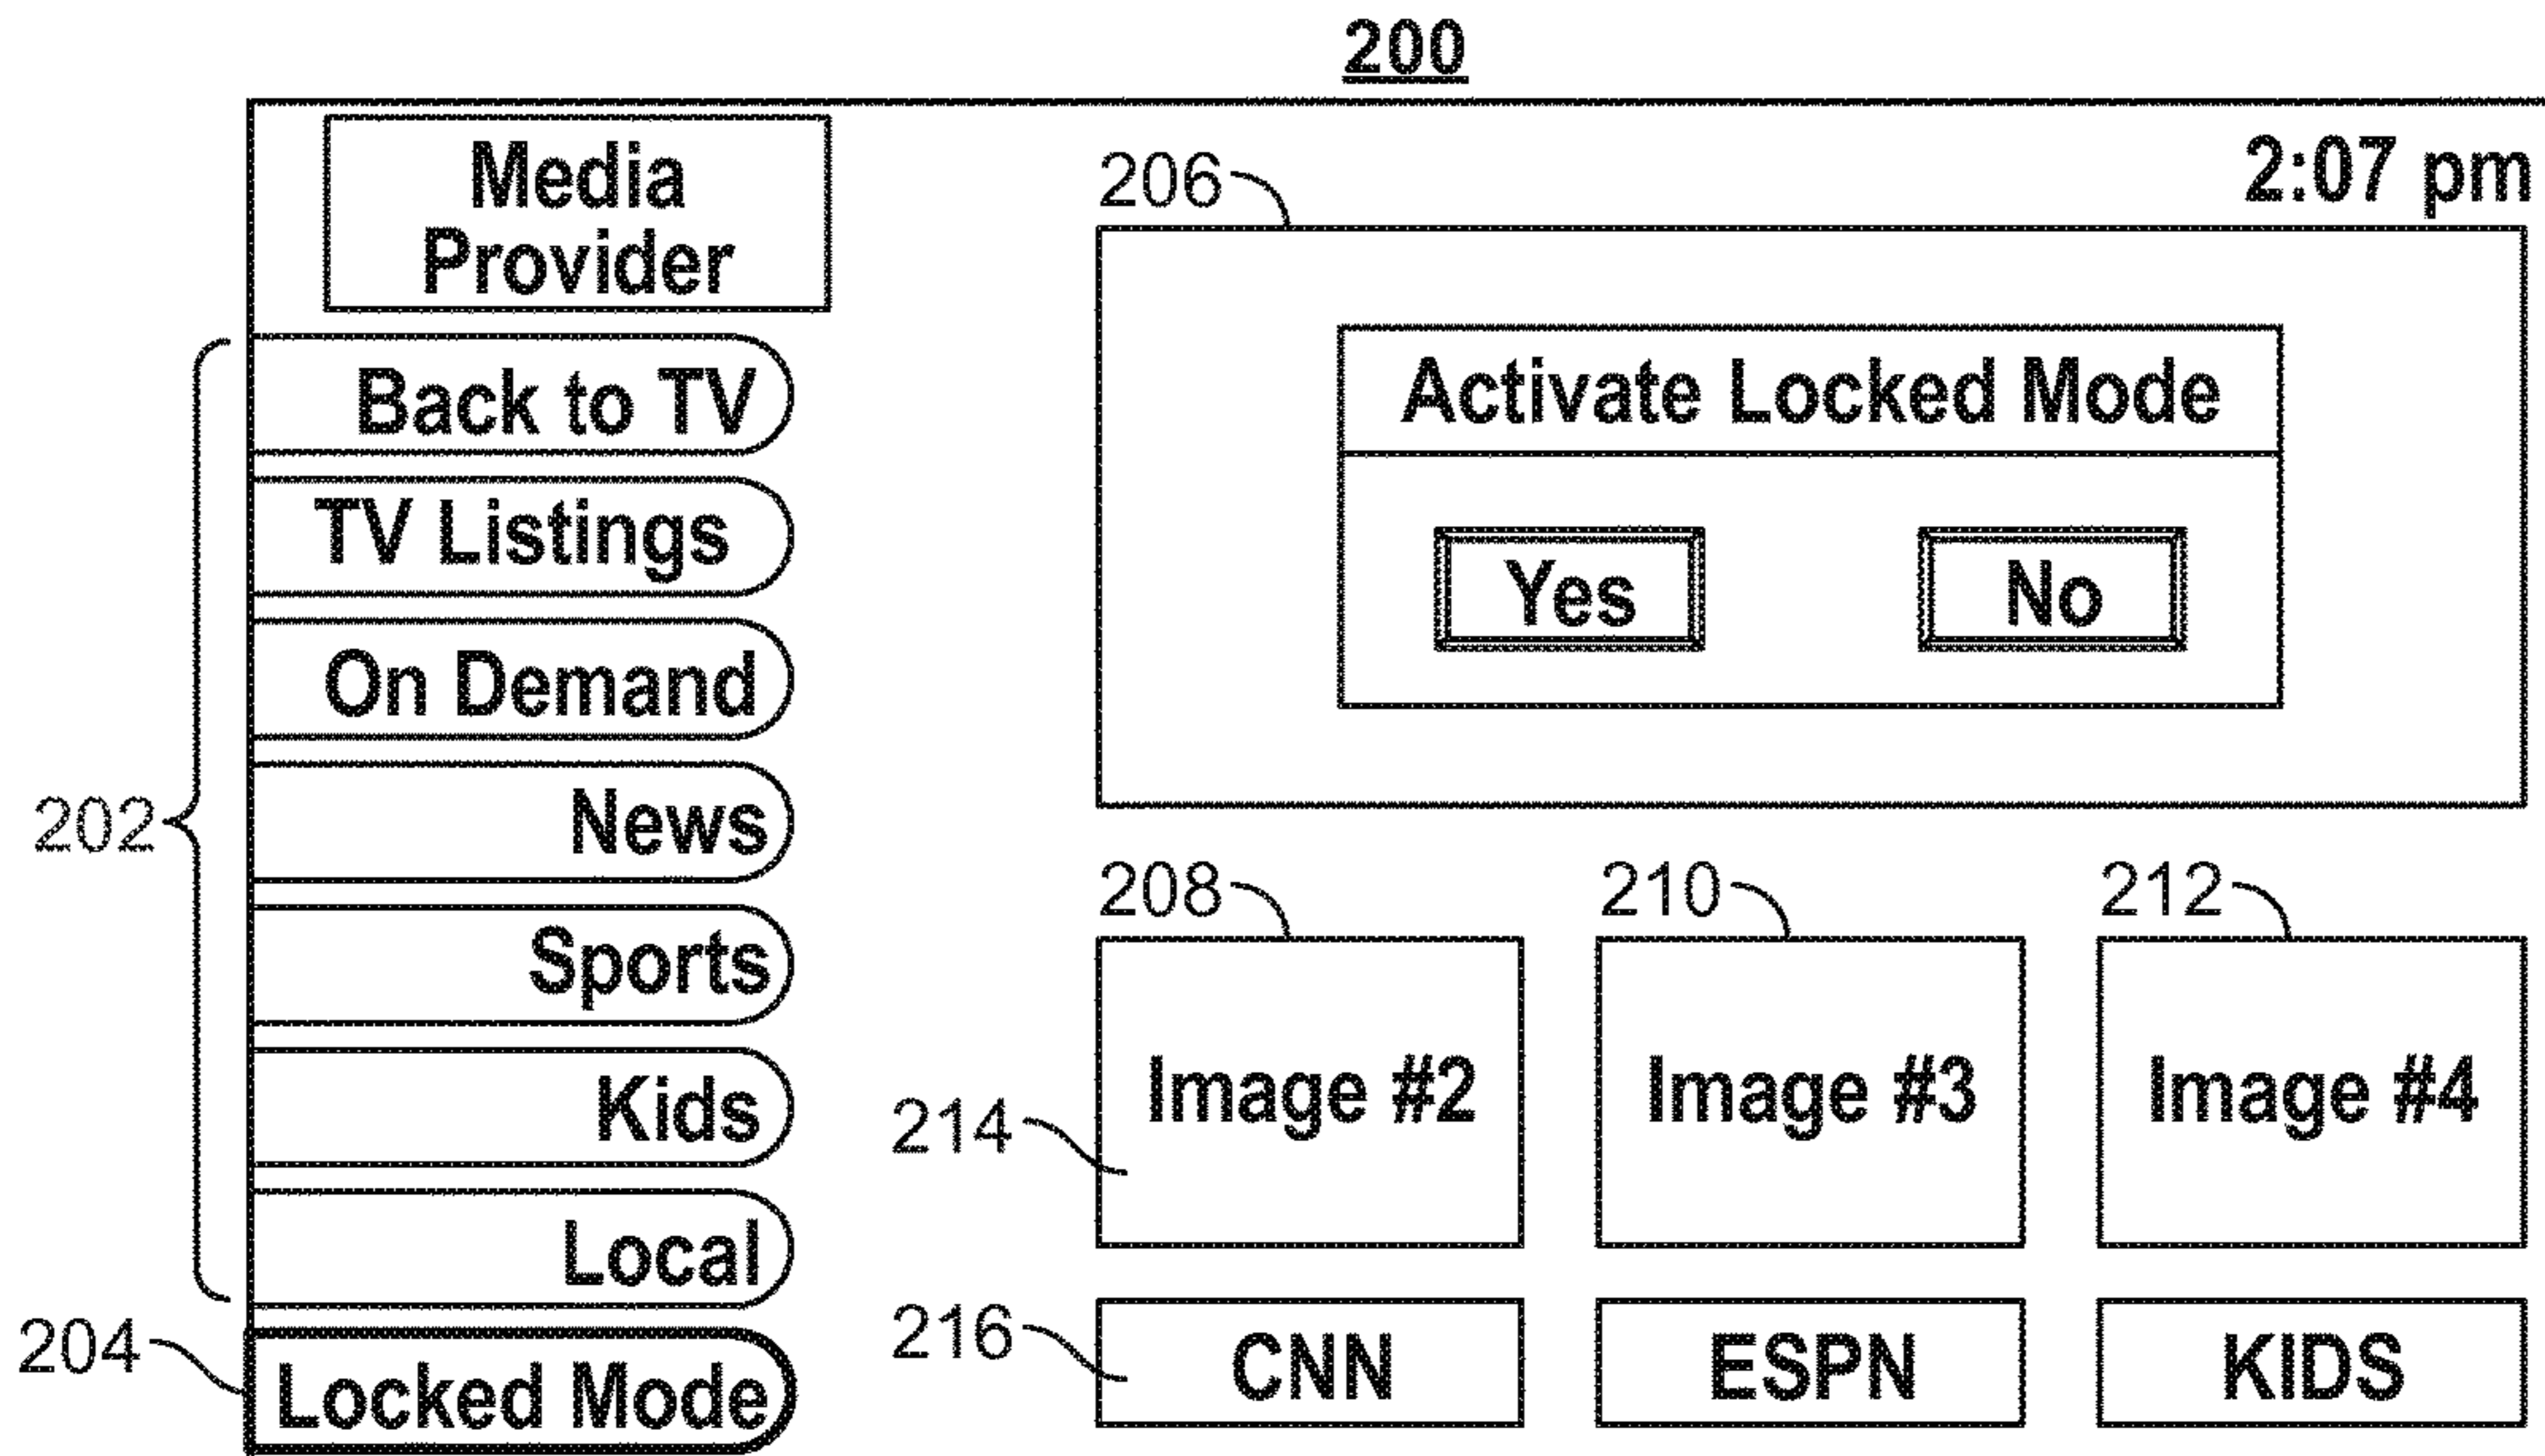 200
Media
Provider
2:07 pm
206
Activate Locked Mode
Yes No
Back to TV
TV Listings
On Demand
News
Sports
Kids
Local
Locked Mode
202
204
208 210 212
Image #2 Image #3 Image #4
214
216
CNN ESPN KIDS